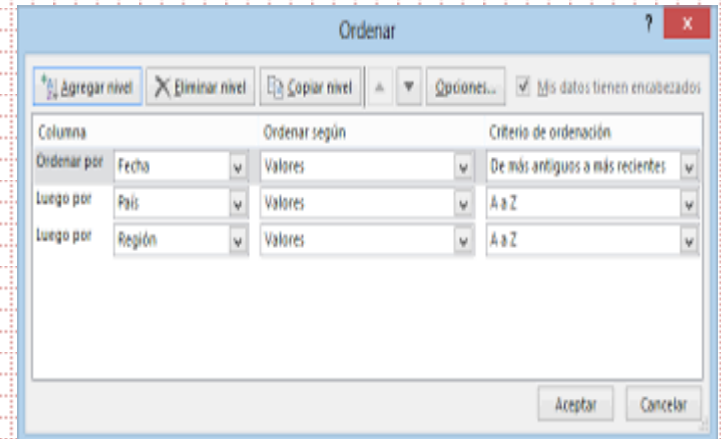 Ordenar ? x
Agregar nivel Eliminar nivel Copiar nivel Opciones... Mis datos tienen encabezados
Columna Ordenar según Criterio de ordenación
Ordenar por Fecha Valores De más antiguos a más recientes
Luego por País Valores A a Z
Luego por Región Valores A a Z
Aceptar Cancelar